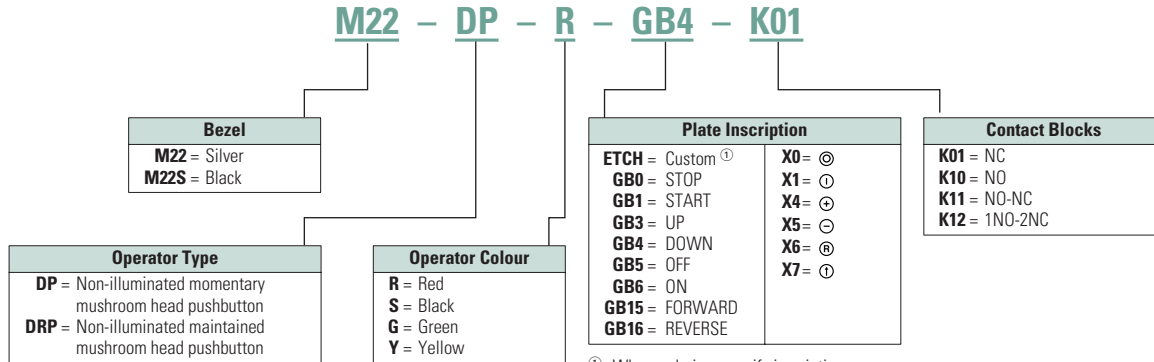 M22 – DP – R – GB4 – K01
Bezel
M22 = Silver
M22S = Black
Operator Type
DP = Non-illuminated momentary
mushroom head pushbutton
DRP = Non-illuminated maintained
mushroom head pushbutton
Operator Colour
R = Red
S = Black
G = Green
Y = Yellow
Plate Inscription
ETCH = Custom ①
GB0 = STOP
GB1 = START
GB3 = UP
GB4 = DOWN
GB5 = OFF
GB6 = ON
GB15 = FORWARD
GB16 = REVERSE
X0= ◎
X1= ⏼
X4= ⊕
X5= ⊖
X6= Ⓡ
X7= ⓛ
Contact Blocks
K01 = NC
K10 = NO
K11 = NO-NC
K12 = 1NO-2NC